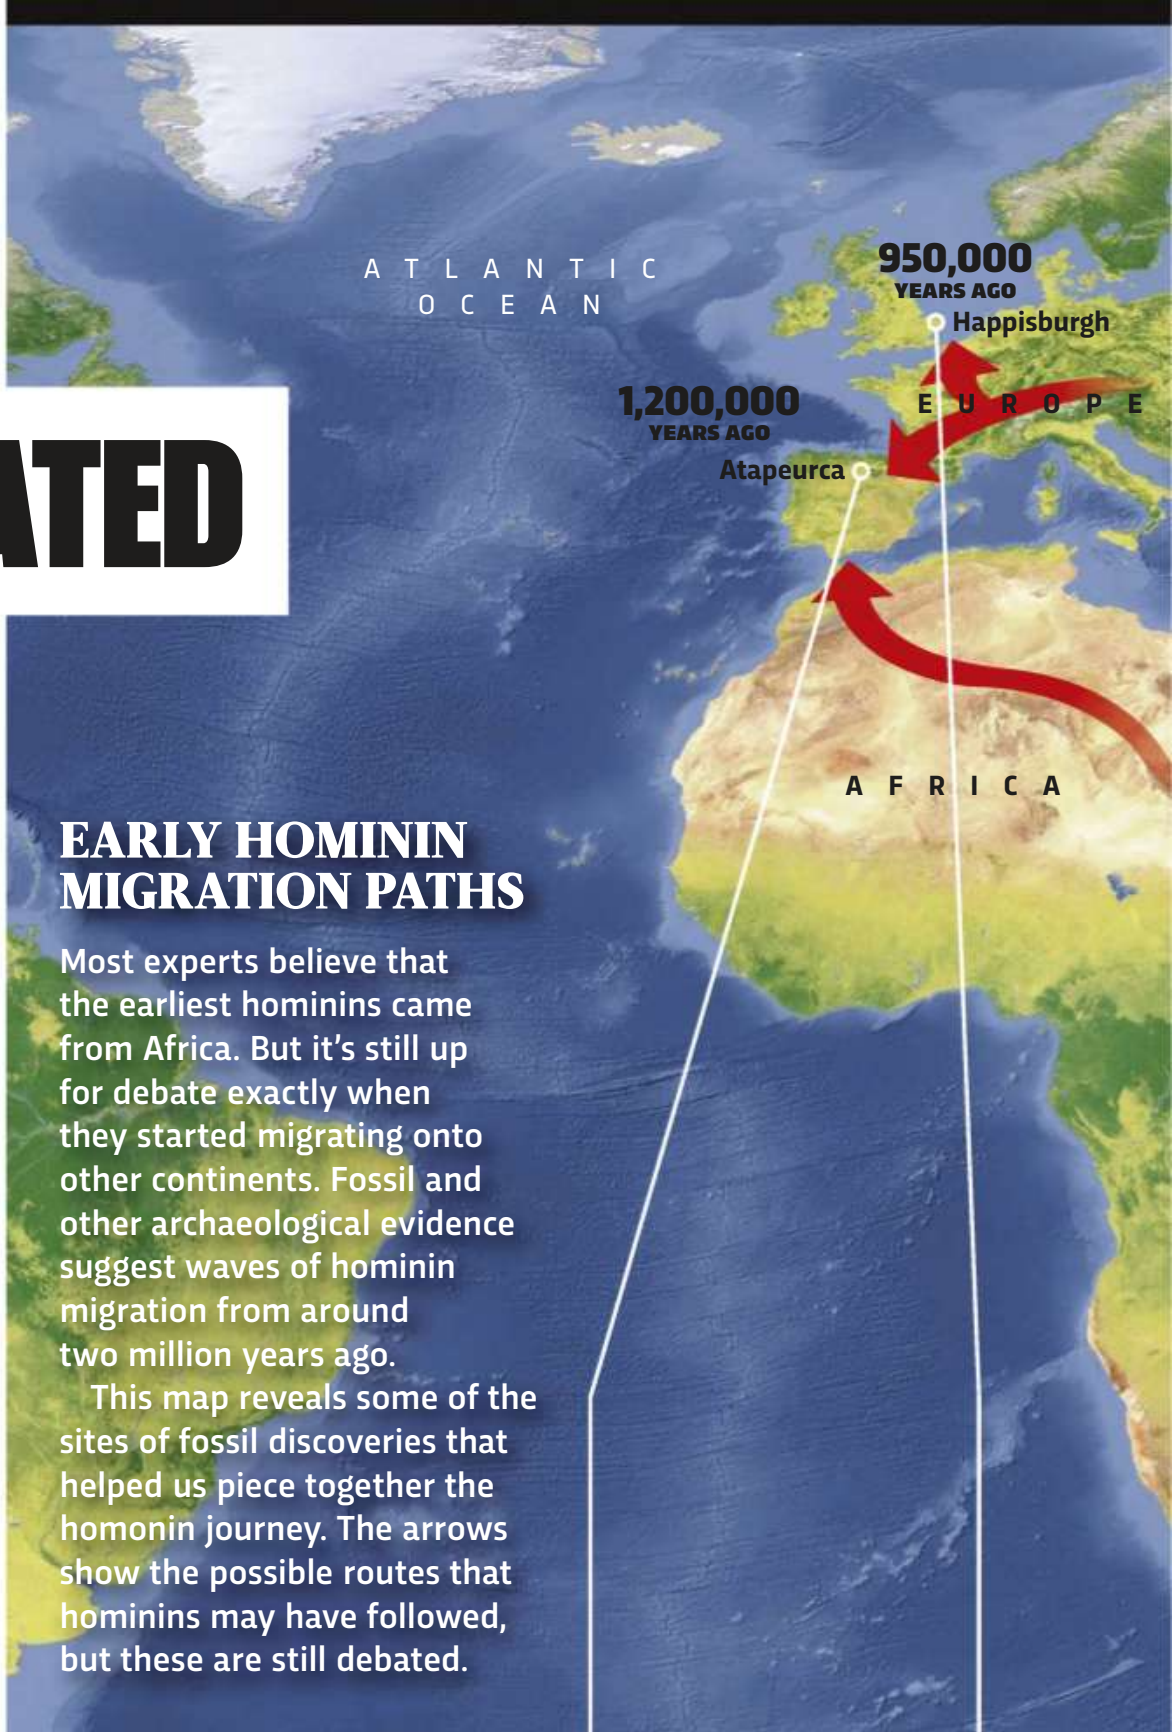 ATLANTIC
OCEAN
950,000
YEARS AGO
Happisburgh
1,200,000
YEARS AGO
EUROPE
Atapeurca
ATED
AFRICA
EARLY HOMININ
MIGRATION PATHS
Most experts believe that
the earliest hominins came
from Africa. But it's still up
for debate exactly when
they started migrating onto
other continents. Fossil and
other archaeological evidence
suggest waves of hominin
migration from around
two million years ago.
This map reveals some of the
sites of fossil discoveries that
helped us piece together the
homonin journey. The arrows
show the possible routes that
hominins may have followed,
but these are still debated.